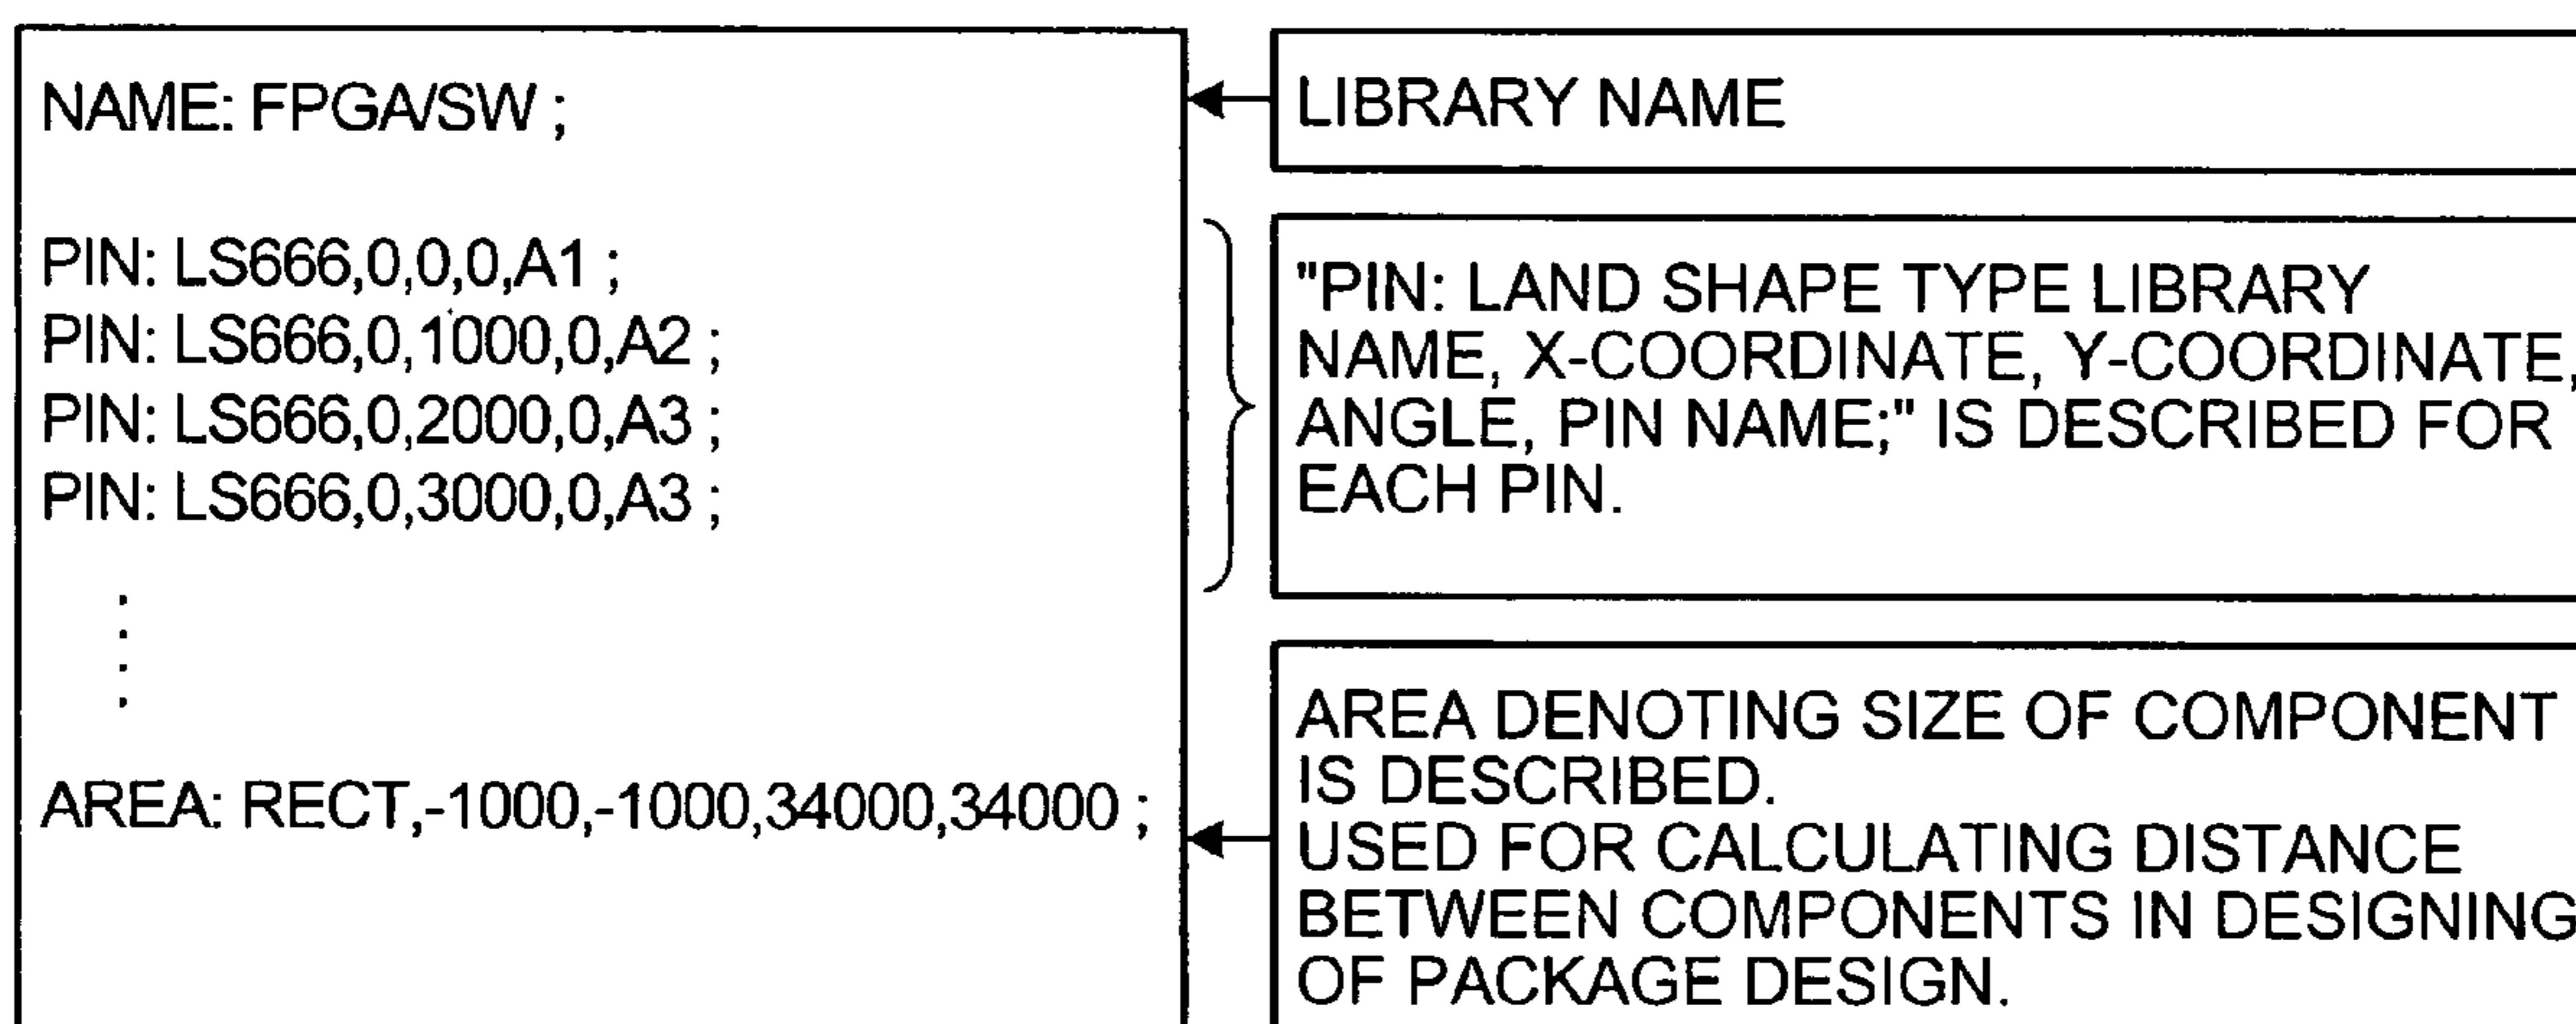 NAME: FPGA/SW ;
LIBRARY NAME
PIN: LS666,0,0,0,A1 ;
PIN: LS666,0,1000,0,A2 ;
PIN: LS666,0,2000,0,A3 ;
PIN: LS666,0,3000,0,A3 ;
"PIN: LAND SHAPE TYPE LIBRARY
NAME, X-COORDINATE, Y-COORDINATE,
ANGLE, PIN NAME;" IS DESCRIBED FOR
EACH PIN.
AREA: RECT,-1000,-1000,34000,34000 ;
AREA DENOTING SIZE OF COMPONENT
IS DESCRIBED.
USED FOR CALCULATING DISTANCE
BETWEEN COMPONENTS IN DESIGNING
OF PACKAGE DESIGN.